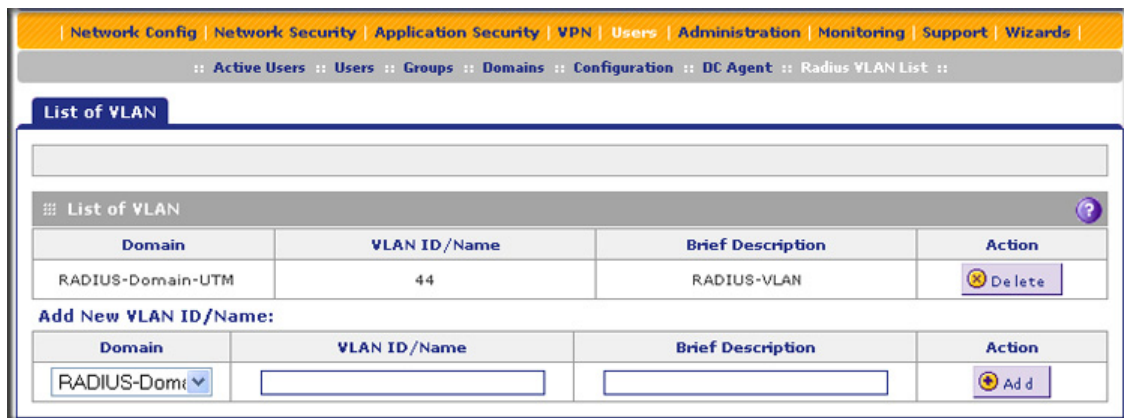 | Network Config | Network Security | Application Security | VPN | Users | Administration | Monitoring | Support | Wizards |
:: Active Users :: Users :: Groups :: Domains :: Configuration :: DC Agent :: Radius VLAN List ::
List of VLAN
List of VLAN ?
Domain VLAN ID/Name Brief Description Action
RADIUS-Domain-UTM 44 RADIUS-VLAN Delete
Add New VLAN ID/Name:
Domain VLAN ID/Name Brief Description Action
RADIUS-Doma Add